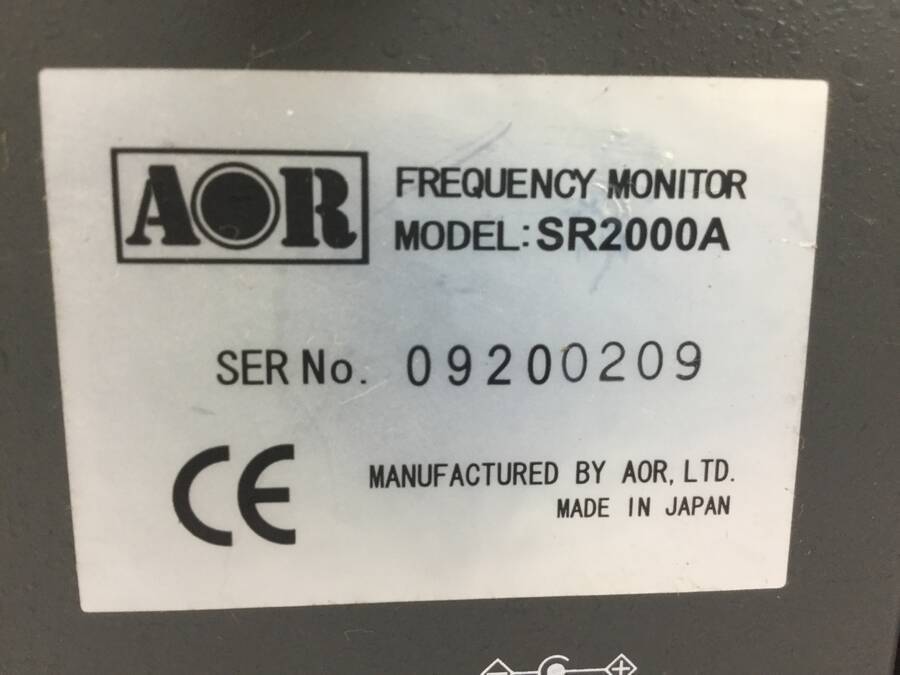 AOR
FREQUENCY MONITOR
MODEL: SR2000A
SER No. 09200209
CE
MANUFACTURED BY AOR, LTD.
MADE IN JAPAN